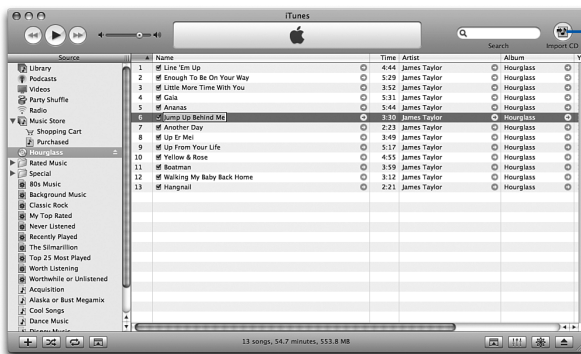 iTunes
Search
Import CD
Source
Name Time Artist Album Y
Library
Podcasts
Videos
Party Shuffle
Radio
Music Store
Shopping Cart
Purchased
Hourglass
Rated Music
Special
80s Music
Background Music
Classic Rock
My Top Rated
Never Listened
Recently Played
The Silmarillion
Top 25 Most Played
Worth Listening
Worthwhile or Unlistened
Acquisition
Alaska or Bust Megamix
Cool Songs
Dance Music
Disney Music
1 Line 'Em Up 4:44 James Taylor Hourglass
2 Enough To Be On Your Way 5:29 James Taylor Hourglass
3 Little More Time With You 3:52 James Taylor Hourglass
4 Gaia 5:31 James Taylor Hourglass
5 Ananas 5:44 James Taylor Hourglass
6 Jump Up Behind Me 3:30 James Taylor Hourglass
7 Another Day 2:23 James Taylor Hourglass
8 Up Er Mei 3:49 James Taylor Hourglass
9 Up From Your Life 5:17 James Taylor Hourglass
10 Yellow & Rose 4:55 James Taylor Hourglass
11 Boatman 3:59 James Taylor Hourglass
12 Walking My Baby Back Home 3:12 James Taylor Hourglass
13 Hangnail 2:21 James Taylor Hourglass
13 songs, 54.7 minutes, 553.8 MB